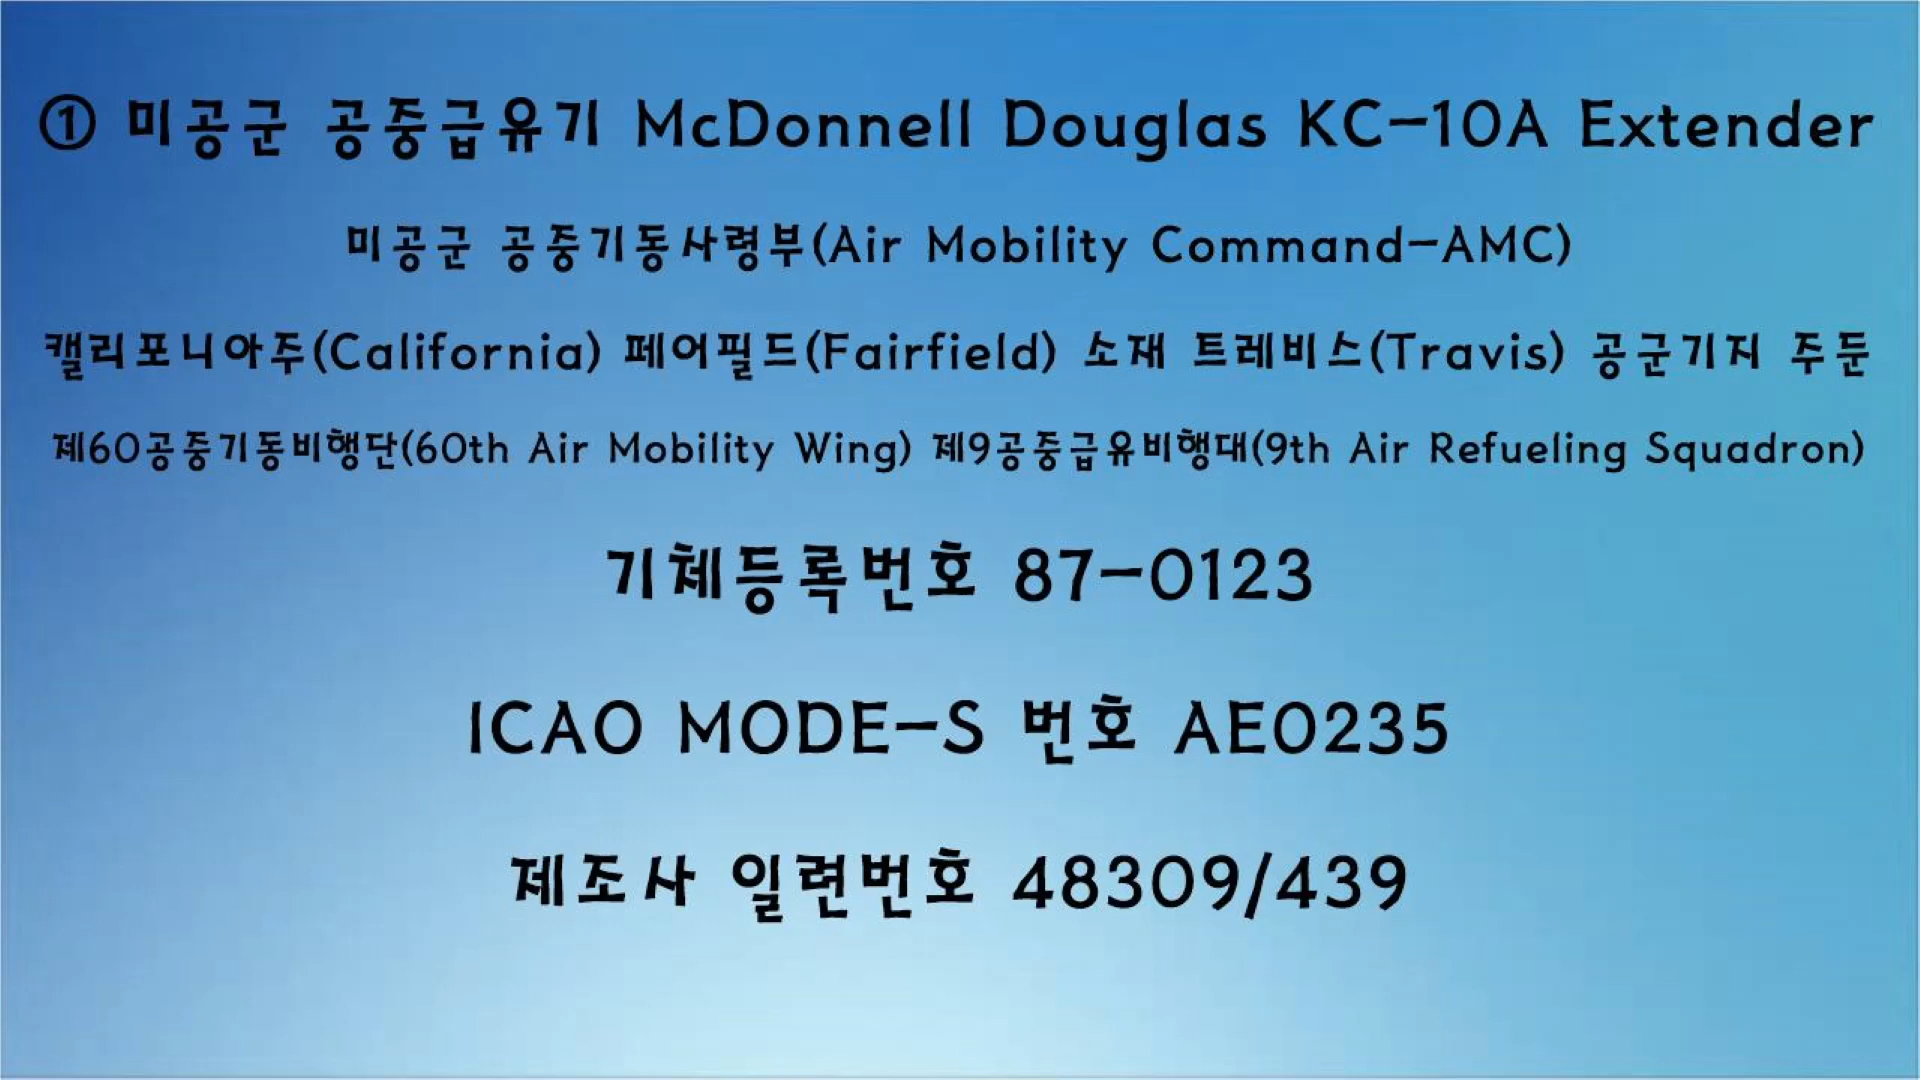 ① 미공군 공중급유기 McDonnell Douglas KC-10A Extender
미공군 공중기동사령부(Air Mobility Command-AMC)
캘리포니아주(California) 페어필드(Fairfield) 소재 트레비스(Travis) 공군기지 주둔
제60공중기동비행단(60th Air Mobility Wing) 제9공중급유비행대(9th Air Refueling Squadron)
기체등록번호 87-0123
ICAO MODE-S 번호 AE0235
제조사 일련번호 48309/439